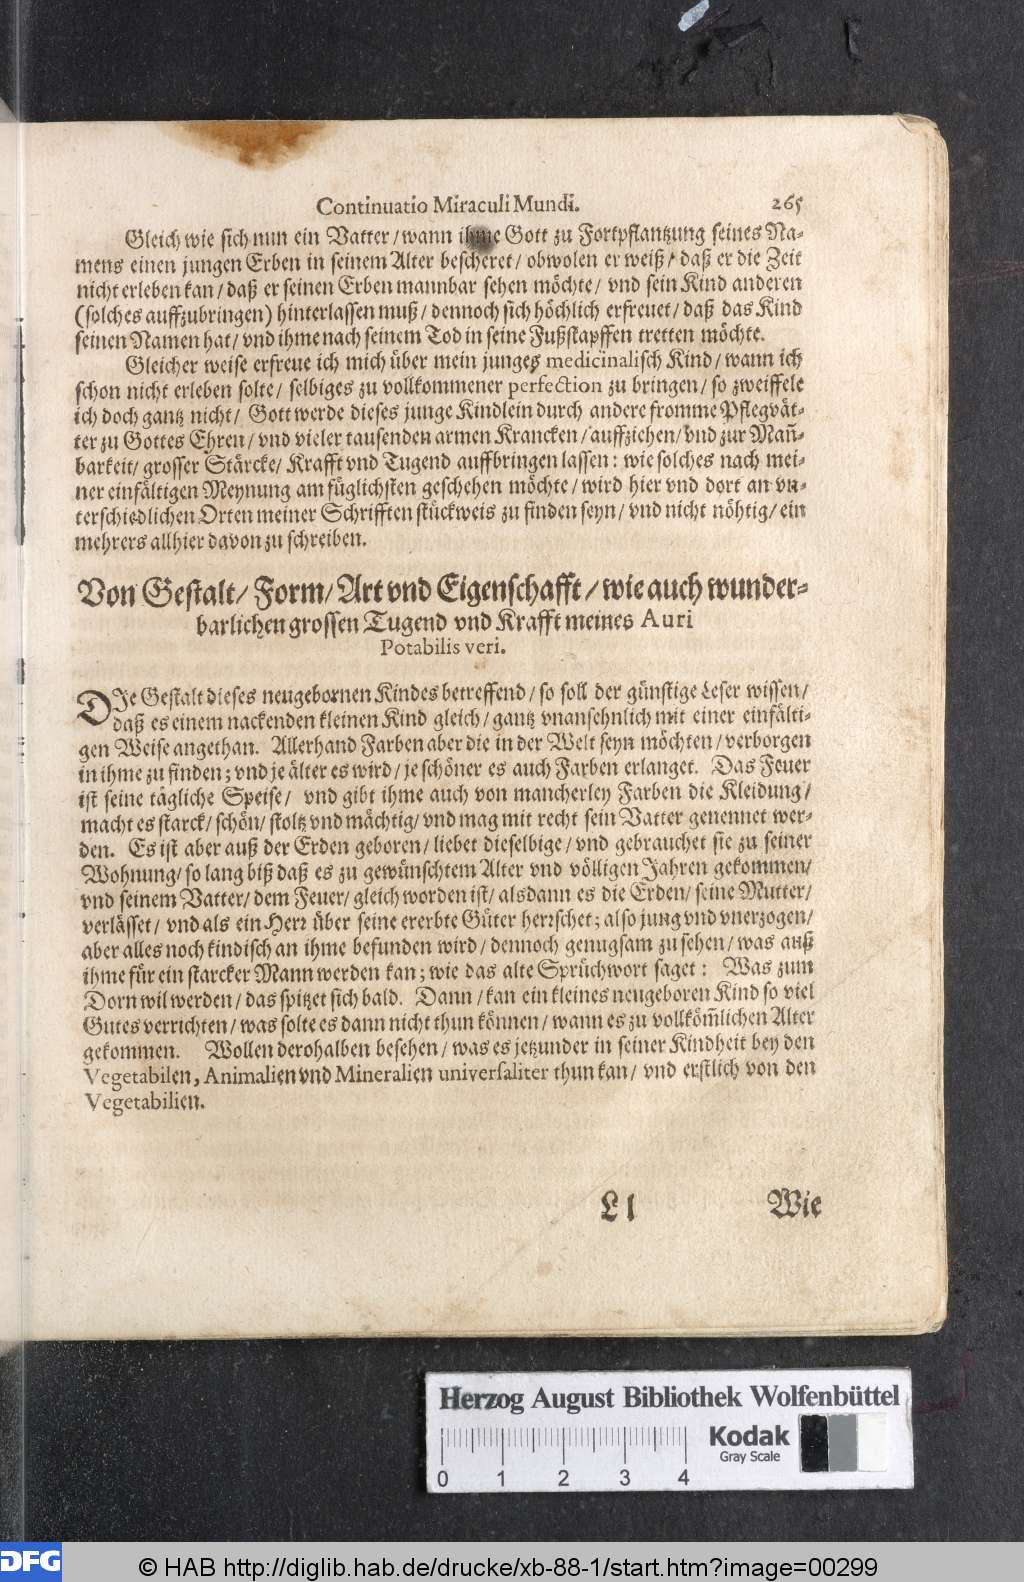 Continuatio Miraculi Mundi. 265
Gleich wie sich nun ein Vatter / wann ihme Gott zu Fortpflantzung seines Na-
mens einen jungen Erben in seinem Alter bescheret / obwolen er weiß / daß er die Zeit
nicht erleben kan / daß er seinen Erben mannbar sehen möchte / vnd sein Kind anderen
(solches auffzubringen) hinterlassen muß / dennoch sich höchlich erfreuet / daß das Kind
seinen Namen hat / vnd ihme nach seinem Tod in seine Fußstapffen tretten möchte.
Gleicher weise erfreue ich mich über mein junges medicinalisch Kind / wann ich
schon nicht erleben solte / selbiges zu vollkommener perfection zu bringen / so zweiffele
ich doch gantz nicht / Gott werde dieses junge Kindlein durch andere fromme Pflegvät-
ter zu Gottes Ehren / vnd vieler tausenden armen Krancken / auffziehen / vnd zur Man̄-
barkeit / grosser Stärcke / Krafft vnd Tugend auffbringen lassen : wie solches nach mei-
ner einfältigen Meynung am füglichsten geschehen möchte / wird hier vnd dort an vn-
terschiedlichen Orten meiner Schrifften stückweis zu finden seyn / vnd nicht nöhtig / ein
mehrers allhier davon zu schreiben.
Von Gestalt / Form / Art vnd Eigenschafft / wie auch wunder-
barlichen grossen Tugend vnd Krafft meines Auri
Potabilis veri.
DIe Gestalt dieses neugebornen Kindes betreffend / so soll der günstige Leser wissen /
daß es einem nackenden kleinen Kind gleich / gantz vnansehnlich mit einer einfälti-
gen Weise angethan. Allerhand Farben aber die in der Welt seyn möchten / verborgen
in ihme zu finden ; vnd je älter es wird / je schöner es auch Farben erlanget. Das Feuer
ist seine tägliche Speise / vnd gibt ihme auch von mancherley Farben die Kleidung /
macht es starck / schön / stoltz vnd mächtig / vnd mag mit recht sein Vatter genennet wer-
den. Es ist aber auß der Erden geboren / liebet dieselbige / vnd gebrauchet sie zu seiner
Wohnung / so lang biß daß es zu gewünschtem Alter vnd völligen Jahren gekommen /
vnd seinem Vatter / dem Feuer / gleich worden ist / alsdann es die Erden / seine Mutter /
verlässet / vnd als ein Herr über seine ererbte Güter herrschet ; also jung vnd vnerzogen /
aber alles noch kindisch an ihme befunden wird / dennoch genugsam zu sehen / was auß
ihme für ein starcker Mann werden kan ; wie das alte Sprüchwort saget : Was zum
Dorn wil werden / das spitzet sich bald. Dann / kan ein kleines neugeboren Kind so viel
Gutes verrichten / was solte es dann nicht thun können / wann es zu vollköm̄lichen Alter
gekommen. Wollen derohalben besehen / was es jetzunder in seiner Kindheit bey den
Vegetabilen, Animalien vnd Mineralien universaliter thun kan / vnd erstlich von den
Vegetabilien.
Ll Wie
Herzog August Bibliothek Wolfenbüttel
Kodak
Gray Scale
0 1 2 3 4
DFG © HAB http://diglib.hab.de/drucke/xb-88-1/start.htm?image=00299